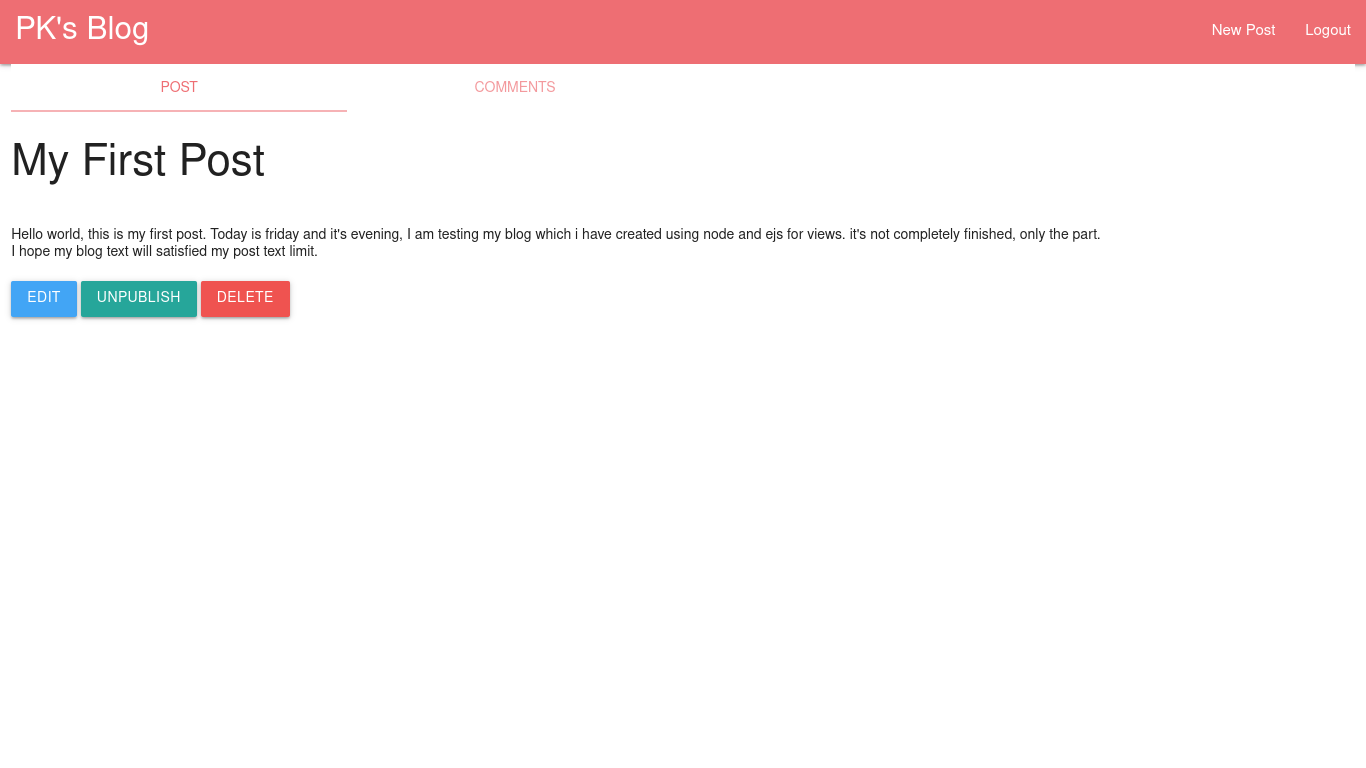 PK's Blog
New Post
Logout
POST
COMMENTS
My First Post
Hello world, this is my first post. Today is friday and it's evening, I am testing my blog which i have created using node and ejs for views. it's not completely finished, only the part.
I hope my blog text will satisfied my post text limit.
EDIT
UNPUBLISH
DELETE